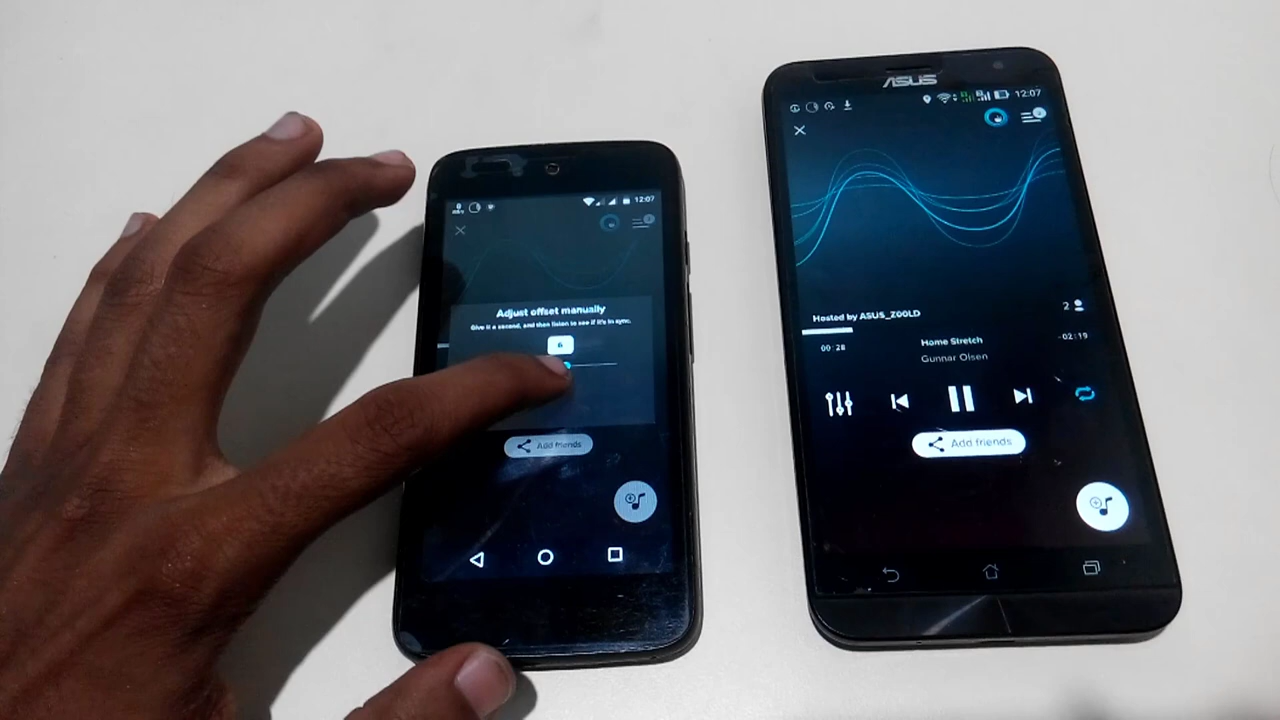 12:07
Adjust offset manually
Give it a second, and then listen to see if it's in sync.
6
Add friends
ASUS
12:07
2
Hosted by ASUS_Z00LD
00:28
Home Stretch
-02:19
Gunnar Olsen
Add friends